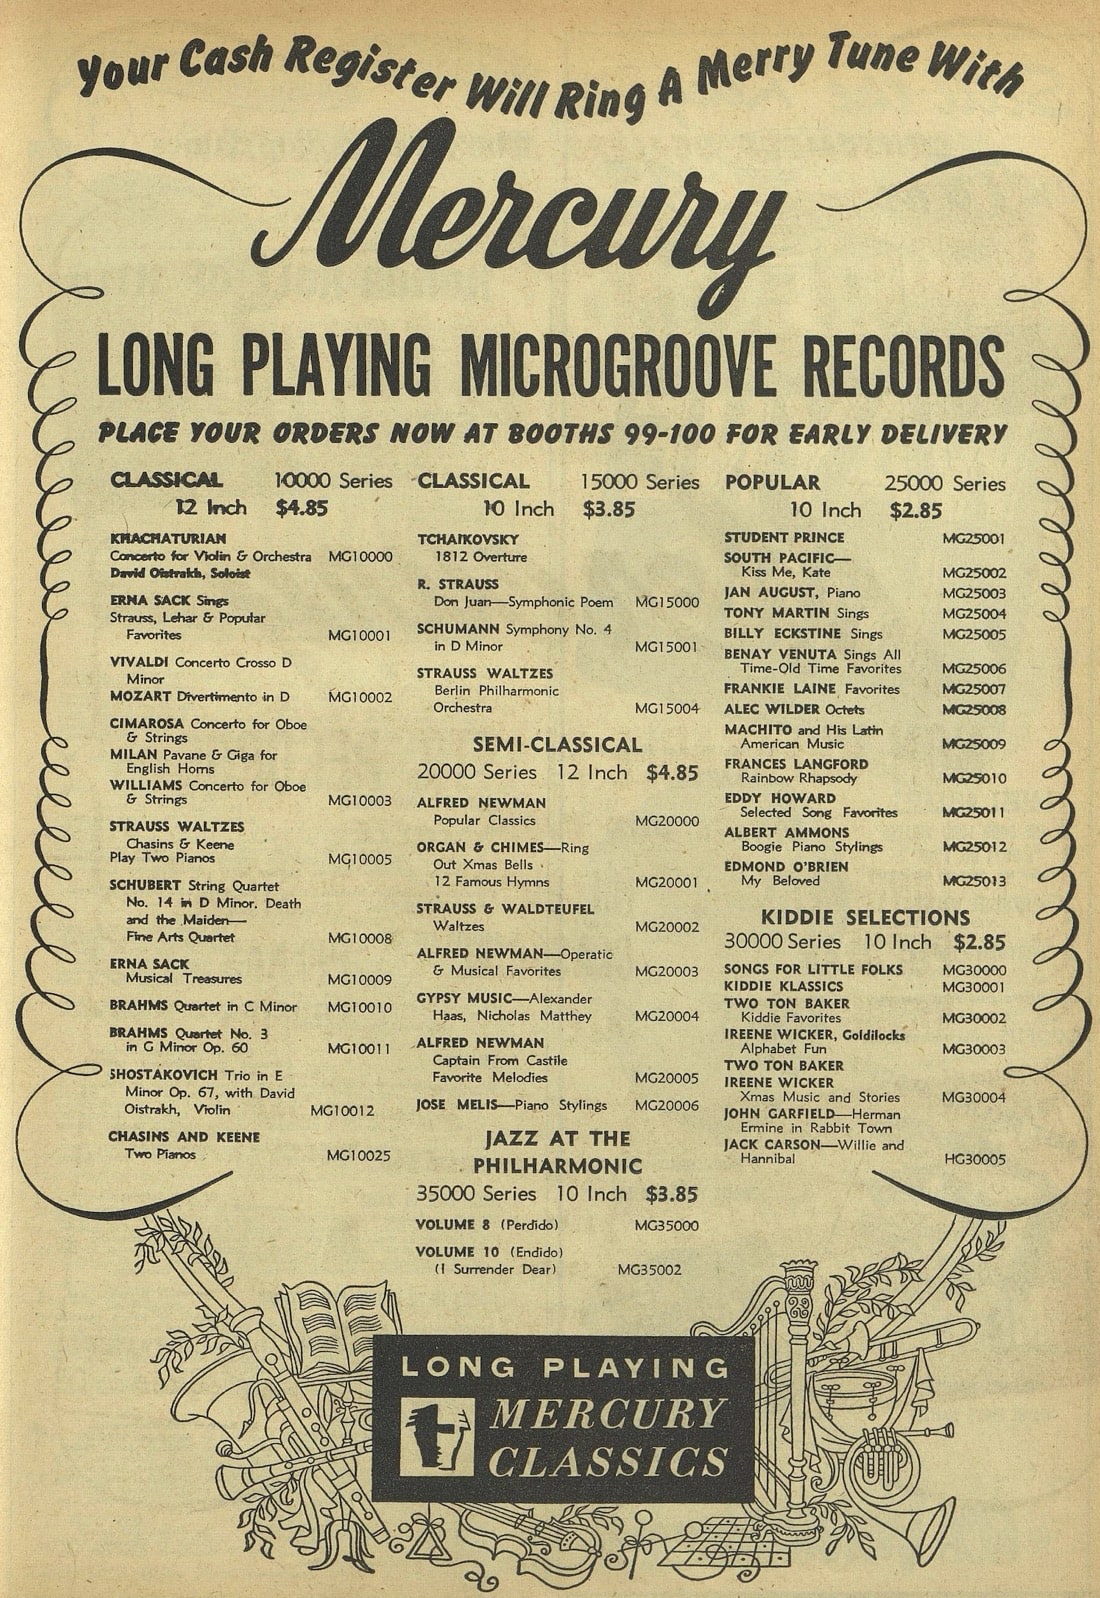 Your Cash Register Will Ring A Merry Tune With
Mercury
LONG PLAYING MICROGROOVE RECORDS
PLACE YOUR ORDERS NOW AT BOOTHS 99-100 FOR EARLY DELIVERY
CLASSICAL 10000 Series
12 Inch $4.85
KHACHATURIAN
Concerto for Violin & Orchestra MG10000
David Oistrakh, Soloist
ERNA SACK Sings
Strauss, Lehar & Popular
Favorites MG10001
VIVALDI Concerto Crosso D
Minor
MOZART Divertimento in D MG10002
CIMAROSA Concerto for Oboe
& Strings
MILAN Pavane & Giga for
English Horns
WILLIAMS Concerto for Oboe
& Strings MG10003
STRAUSS WALTZES
Chasins & Keene
Play Two Pianos MG10005
SCHUBERT String Quartet
No. 14 in D Minor. Death
and the Maiden—
Fine Arts Quartet MG10008
ERNA SACK
Musical Treasures MG10009
BRAHMS Quartet in C Minor MG10010
BRAHMS Quartet No. 3
in G Minor Op. 60 MG10011
SHOSTAKOVICH Trio in E
Minor Op. 67, with David
Oistrakh, Violin MG10012
CHASINS AND KEENE
Two Pianos MG10025
CLASSICAL 15000 Series
10 Inch $3.85
TCHAIKOVSKY
1812 Overture
R. STRAUSS
Don Juan—Symphonic Poem MG15000
SCHUMANN Symphony No. 4
in D Minor MG15001
STRAUSS WALTZES
Berlin Philharmonic
Orchestra MG15004
SEMI-CLASSICAL
20000 Series 12 Inch $4.85
ALFRED NEWMAN
Popular Classics MG20000
ORGAN & CHIMES—Ring
Out Xmas Bells
12 Famous Hymns MG20001
STRAUSS & WALDTEUFEL
Waltzes MG20002
ALFRED NEWMAN—Operatic
& Musical Favorites MG20003
GYPSY MUSIC—Alexander
Haas, Nicholas Matthey MG20004
ALFRED NEWMAN
Captain From Castile
Favorite Melodies MG20005
JOSE MELIS—Piano Stylings MG20006
JAZZ AT THE
PHILHARMONIC
35000 Series 10 Inch $3.85
VOLUME 8 (Perdido) MG35000
VOLUME 10 (Endido)
(I Surrender Dear) MG35002
POPULAR 25000 Series
10 Inch $2.85
STUDENT PRINCE MG25001
SOUTH PACIFIC—
Kiss Me, Kate MG25002
JAN AUGUST, Piano MG25003
TONY MARTIN Sings MG25004
BILLY ECKSTINE Sings MG25005
BENAY VENUTA Sings All
Time-Old Time Favorites MG25006
FRANKIE LAINE Favorites MG25007
ALEC WILDER Octets MG25008
MACHITO and His Latin
American Music MG25009
FRANCES LANGFORD
Rainbow Rhapsody MG25010
EDDY HOWARD
Selected Song Favorites MG25011
ALBERT AMMONS
Boogie Piano Stylings MG25012
EDMOND O'BRIEN
My Beloved MG25013
KIDDIE SELECTIONS
30000 Series 10 Inch $2.85
SONGS FOR LITTLE FOLKS MG30000
KIDDIE KLASSICS MG30001
TWO TON BAKER
Kiddie Favorites MG30002
IREENE WICKER, Goldilocks
Alphabet Fun MG30003
TWO TON BAKER
IREENE WICKER
Xmas Music and Stories MG30004
JOHN GARFIELD—Herman
Ermine in Rabbit Town
JACK CARSON—Willie and
Hannibal HG30005
LONG PLAYING
MERCURY
CLASSICS